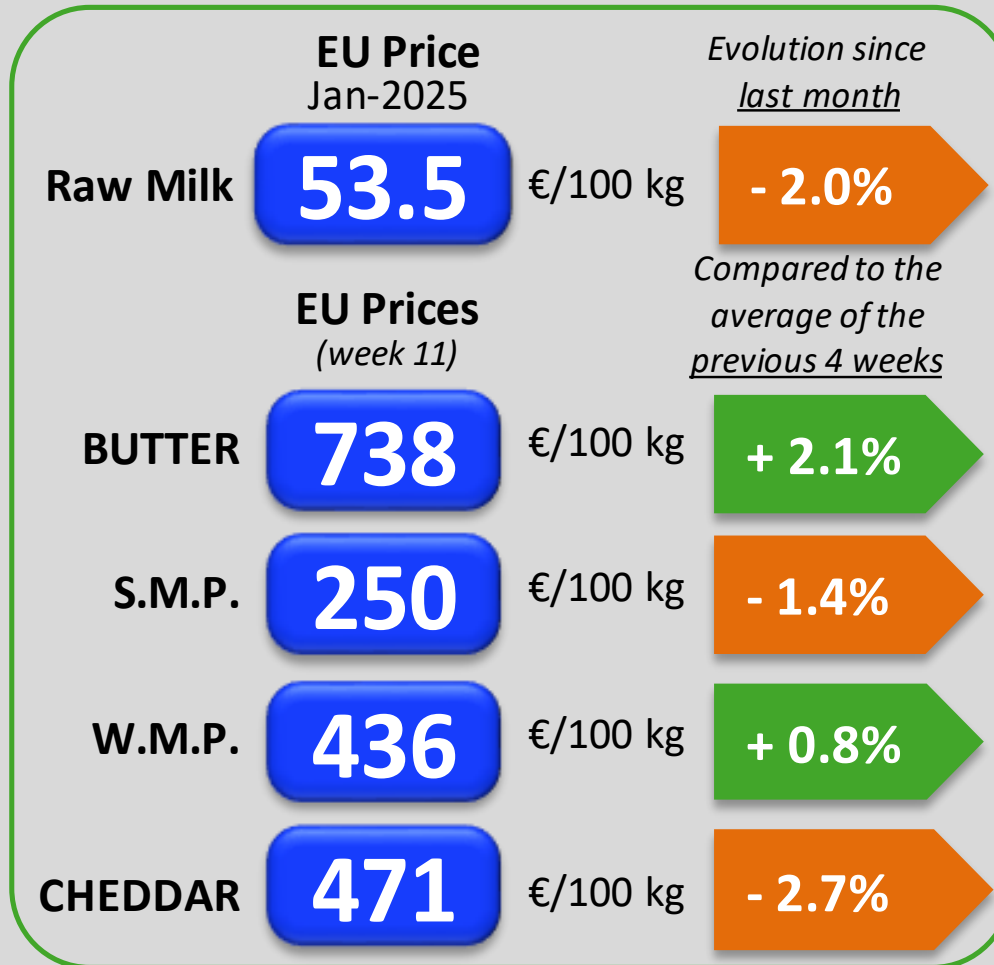 EU Price
Jan-2025
Evolution since
last month
Raw Milk 53.5 €/100 kg - 2.0%
EU Prices
(week 11)
Compared to the
average of the
previous 4 weeks
BUTTER 738 €/100 kg + 2.1%
S.M.P. 250 €/100 kg - 1.4%
W.M.P. 436 €/100 kg + 0.8%
CHEDDAR 471 €/100 kg - 2.7%